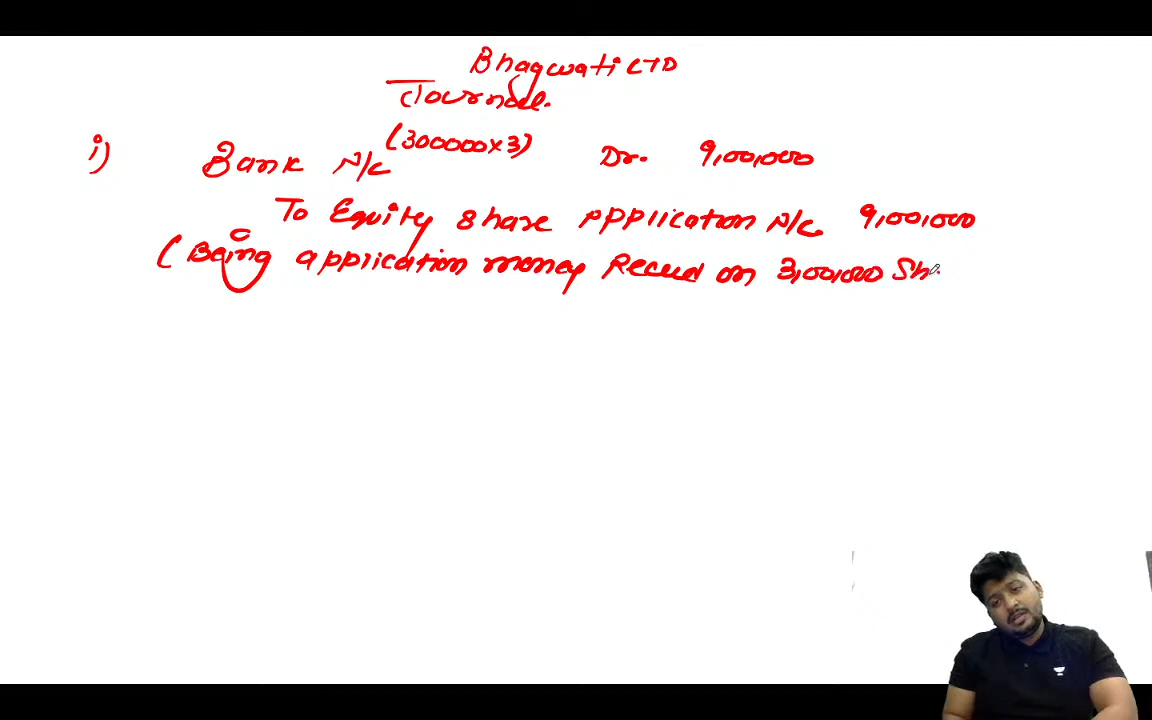 Bhagwati LTD
Journal.
i) Bank A/c (300000x3) Dr. 9,00,000
To Equity Share Application A/c 9,00,000
(Being application money Recued on 3,00,000 Sh